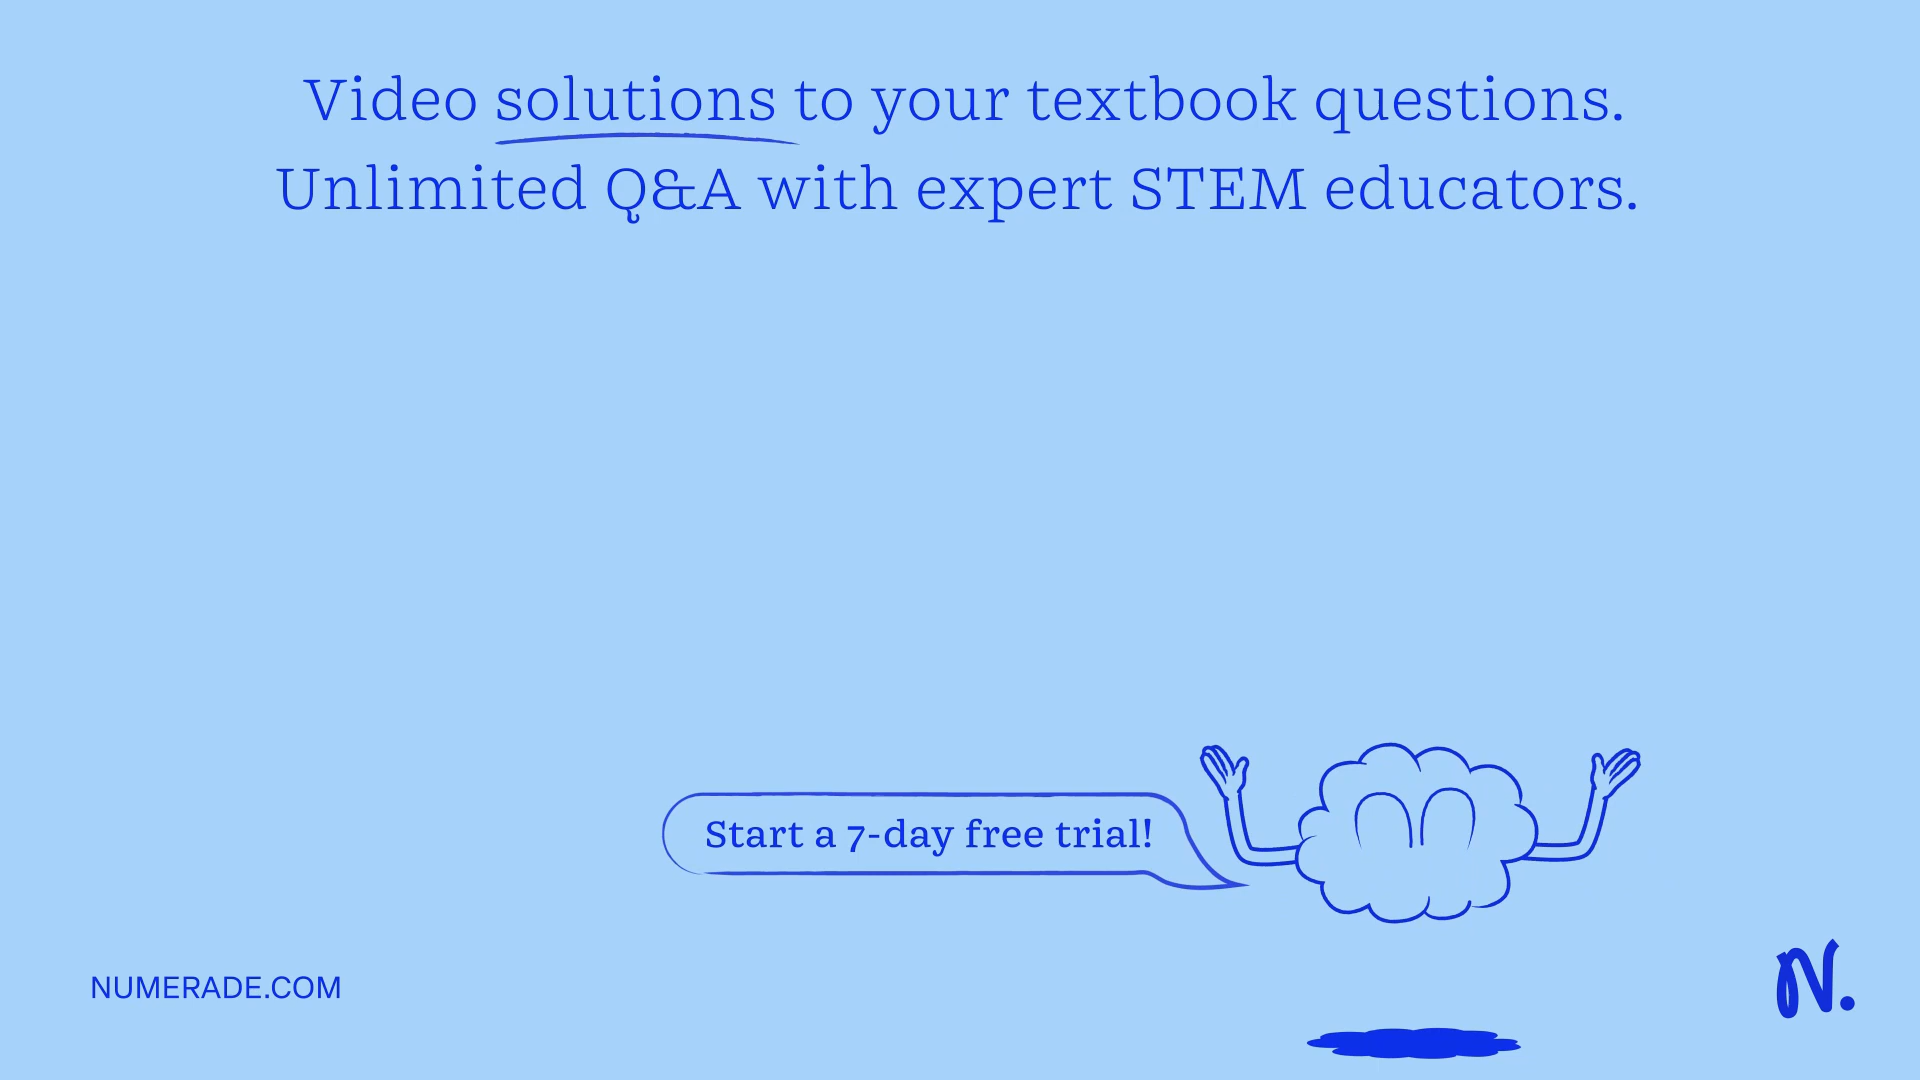 Video solutions to your textbook questions.
Unlimited Q&A with expert STEM educators.
Start a 7-day free trial!
NUMERADE.COM
N.